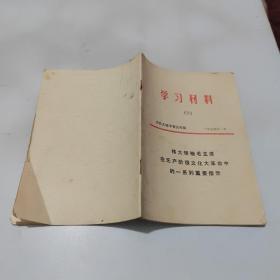 学习材料
伟大领袖毛主席
在无产阶级文化大革命中
的一系列重要指示